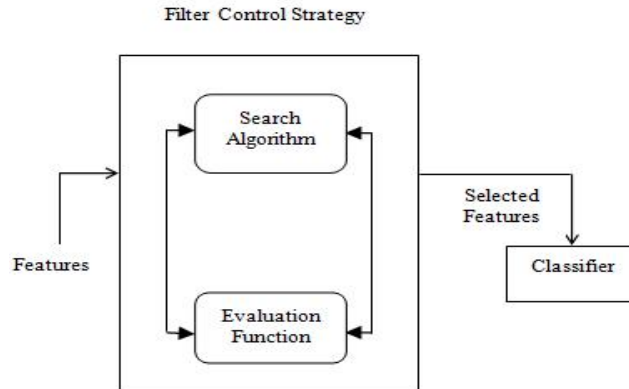 Filter Control Strategy
Search
Algorithm
Selected
Features
Features
Classifier
Evaluation
Function